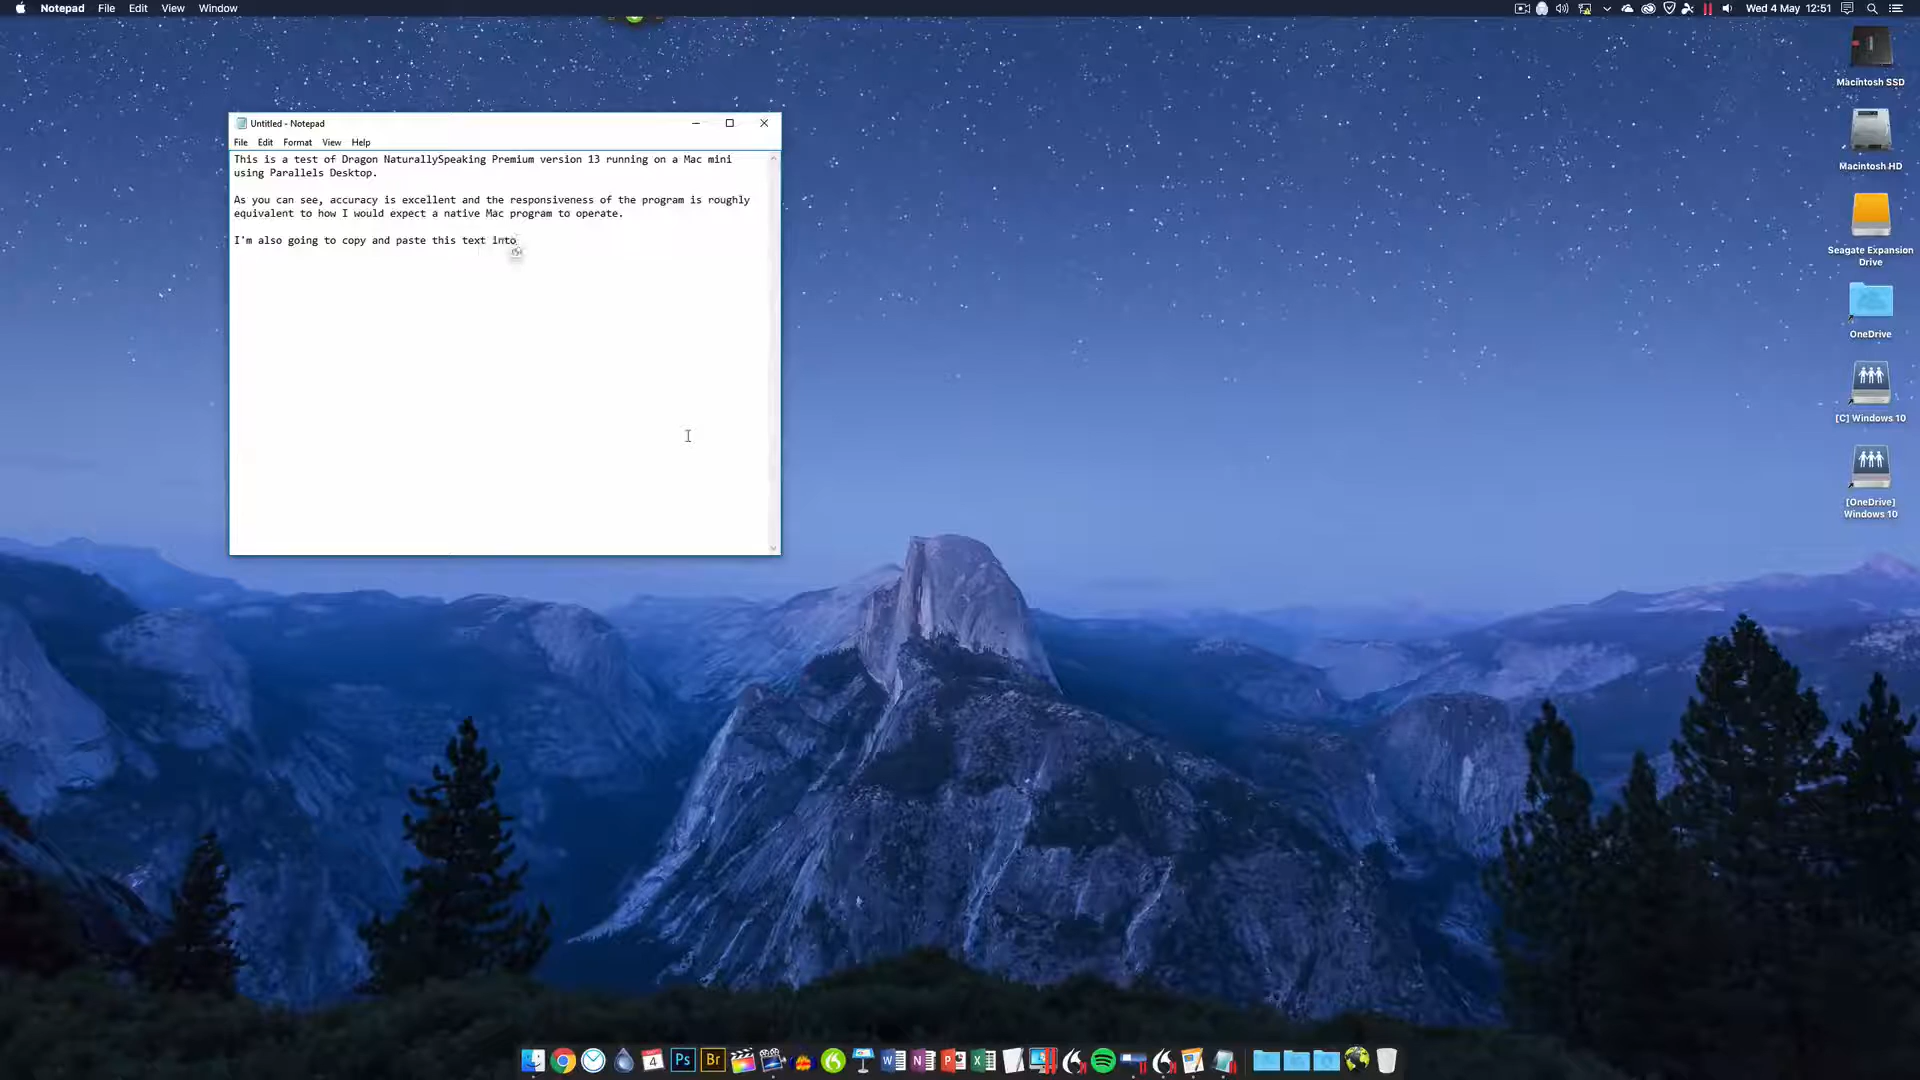 Notepad File Edit View Window
Wed 4 May 12:51
Untitled - Notepad
File Edit Format View Help
This is a test of Dragon NaturallySpeaking Premium version 13 running on a Mac mini
using Parallels Desktop.
As you can see, accuracy is excellent and the responsiveness of the program is roughly
equivalent to how I would expect a native Mac program to operate.
I'm also going to copy and paste this text into
Macintosh SSD
Macintosh HD
Seagate Expansion
Drive
OneDrive
[C] Windows 10
[OneDrive]
Windows 10
4 Ps Br W N P X